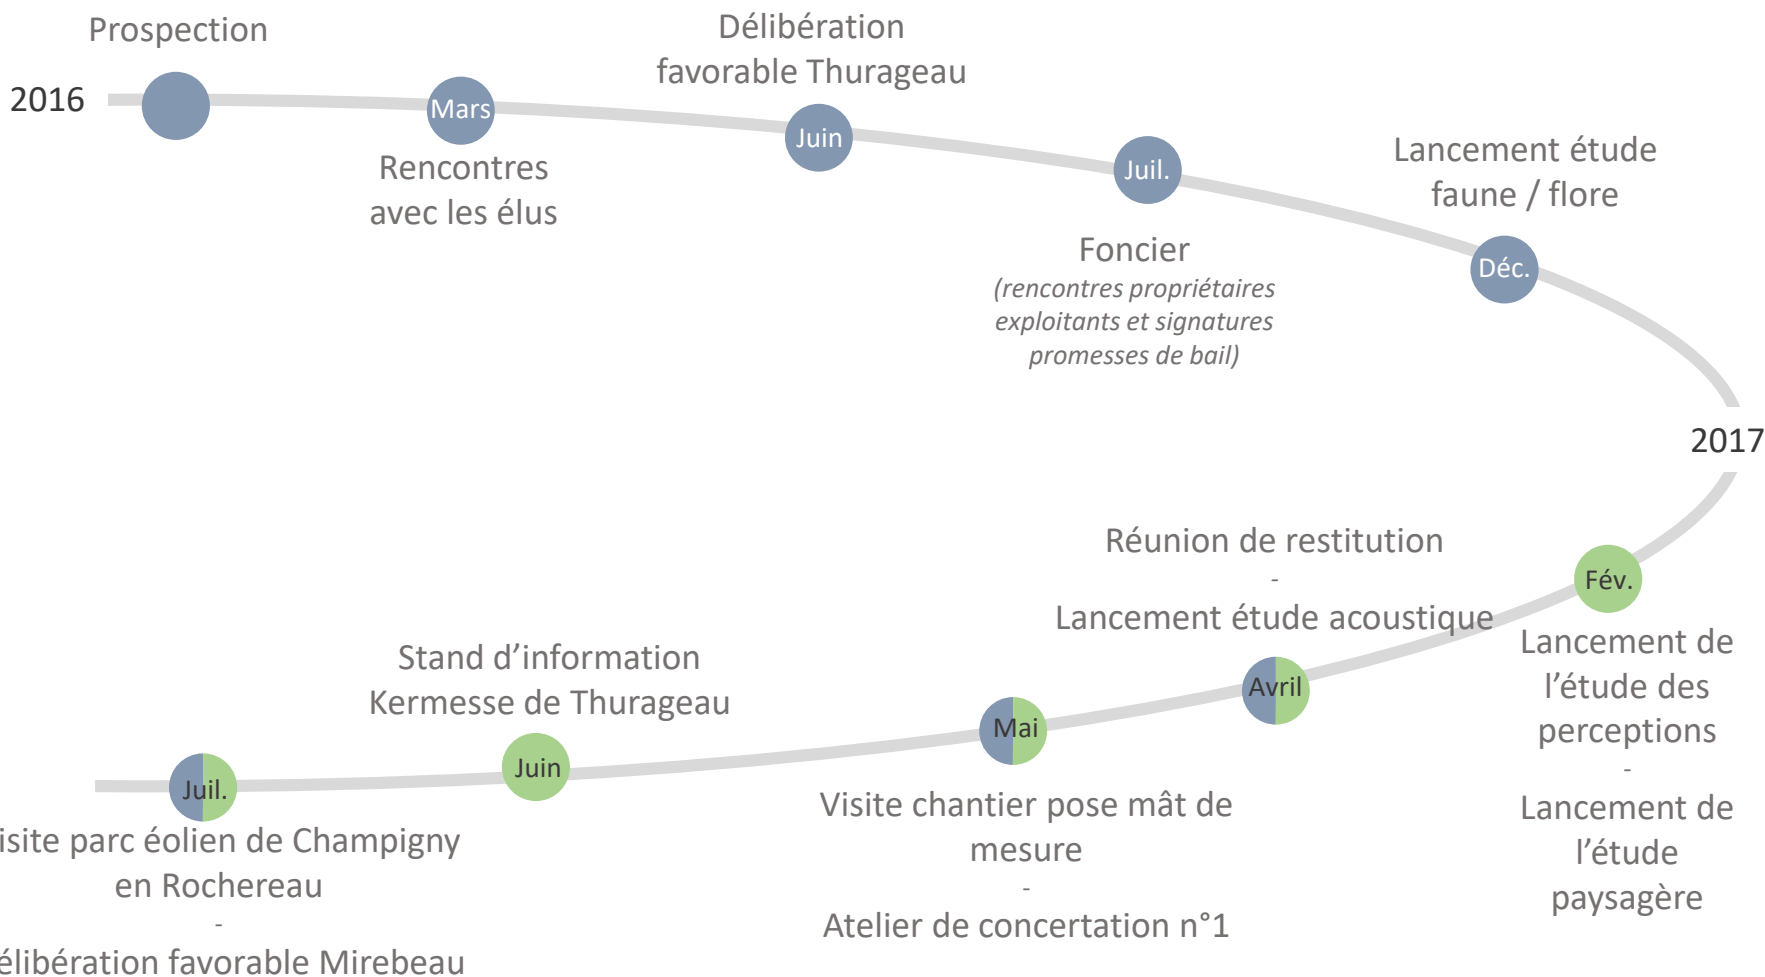 Prospection
2016
Mars
Rencontres
avec les élus
Délibération
favorable Thurageau
Juin
Juil.
Foncier
(rencontres propriétaires
exploitants et signatures
promesses de bail)
Lancement étude
faune / flore
Déc.
2017
Fév.
Lancement de
l’étude des
perceptions
-
Lancement de
l’étude
paysagère
Réunion de restitution
-
Lancement étude acoustique
Avril
Mai
Visite chantier pose mât de
mesure
-
Atelier de concertation n°1
Stand d’information
Kermesse de Thurageau
Juin
Juil.
isite parc éolien de Champigny
en Rochereau
-
élibération favorable Mirebeau